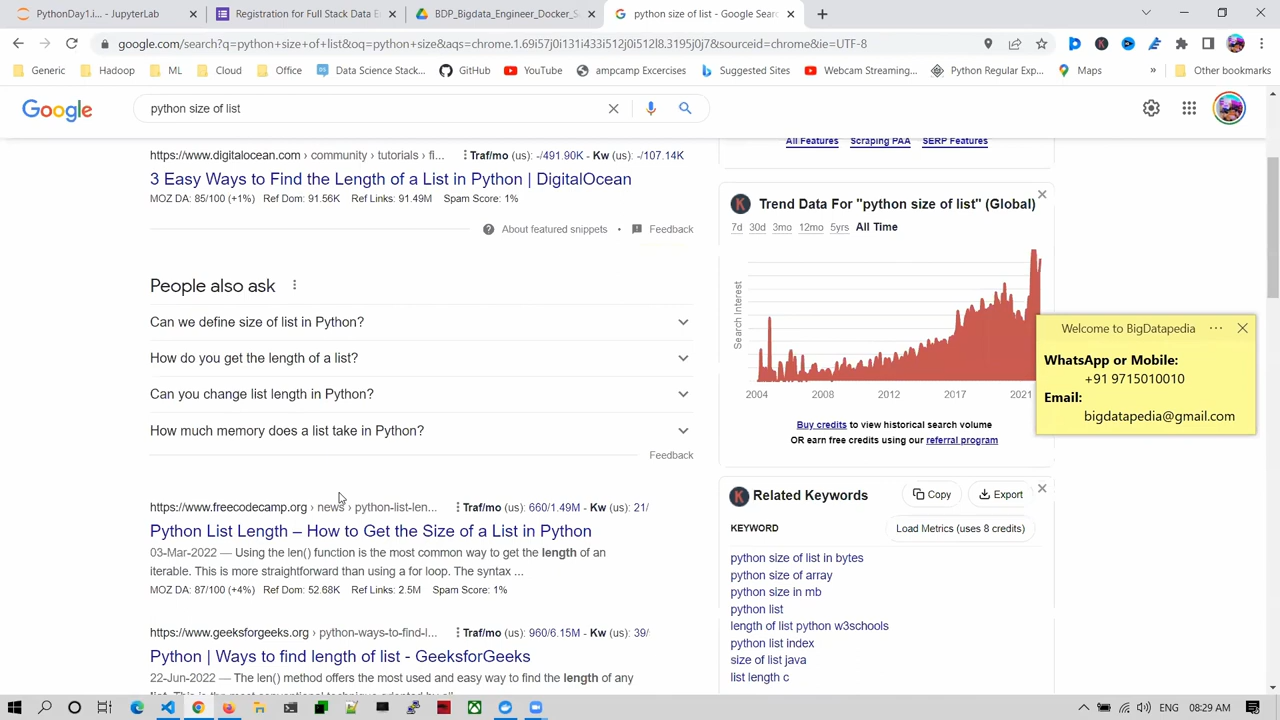 PythonDay1.i... - JupyterLab
Registration for Full Stack Data E
BDP_Bigdata_Engineer_Docker_S
python size of list - Google Sear
google.com/search?q=python+size+of+list&oq=python+size&aqs=chrome.1.69i57j0i131i433i512j0i512l8.3195j0j7&sourceid=chrome&ie=UTF-8
Generic
Hadoop
ML
Cloud
Office
Data Science Stack...
GitHub
YouTube
ampcamp Excercises
Suggested Sites
Webcam Streaming...
Python Regular Exp...
Maps
»
Other bookmarks
Google
python size of list
https://www.digitalocean.com › community › tutorials › fi...
Traf/mo (us): -/491.90K - Kw (us): -/107.14K
3 Easy Ways to Find the Length of a List in Python | DigitalOcean
MOZ DA: 85/100 (+1%) Ref Dom: 91.56K Ref Links: 91.49M Spam Score: 1%
About featured snippets • Feedback
People also ask
Can we define size of list in Python?
How do you get the length of a list?
Can you change list length in Python?
How much memory does a list take in Python?
Feedback
https://www.freecodecamp.org › news › python-list-len...
Traf/mo (us): 660/1.49M - Kw (us): 21/
Python List Length – How to Get the Size of a List in Python
03-Mar-2022 — Using the len() function is the most common way to get the length of an
iterable. This is more straightforward than using a for loop. The syntax ...
MOZ DA: 87/100 (+4%) Ref Dom: 52.68K Ref Links: 2.5M Spam Score: 1%
https://www.geeksforgeeks.org › python-ways-to-find-l...
Traf/mo (us): 960/6.15M - Kw (us): 39/
Python | Ways to find length of list - GeeksforGeeks
22-Jun-2022 — The len() method offers the most used and easy way to find the length of any
All Features
Scraping PAA
SERP Features
Trend Data For "python size of list" (Global)
7d 30d 3mo 12mo 5yrs All Time
Search Interest
2004 2008 2012 2017 2021
Buy credits to view historical search volume
OR earn free credits using our referral program
Related Keywords
Copy
Export
KEYWORD
Load Metrics (uses 8 credits)
python size of list in bytes
python size of array
python size in mb
python list
length of list python w3schools
python list index
size of list java
list length c
Welcome to BigDatapedia
WhatsApp or Mobile:
+91 9715010010
Email:
bigdatapedia@gmail.com
ENG
08:29 AM